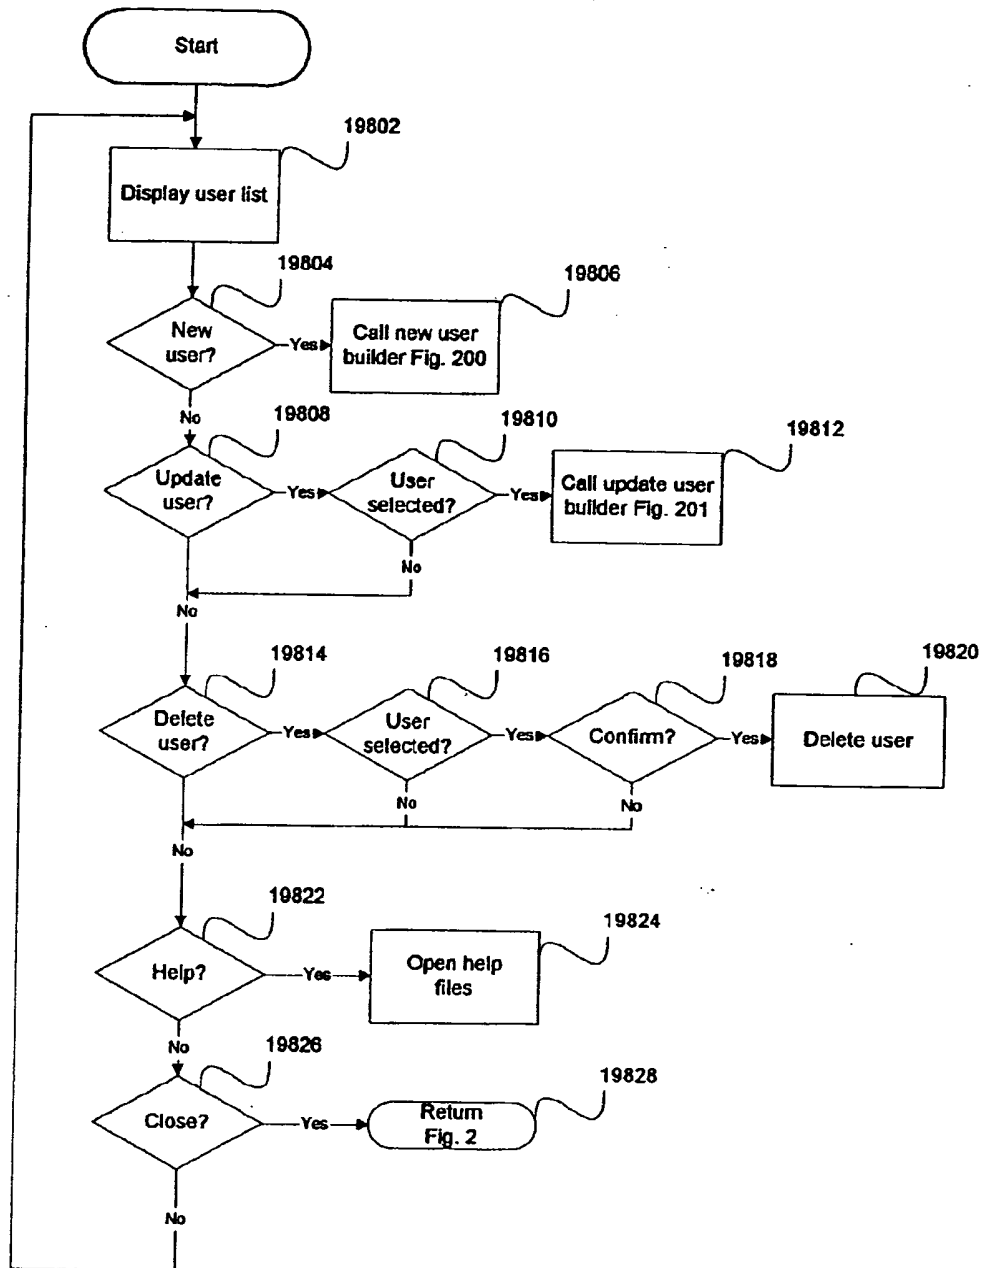 Start
19802
Display user list
19804
New
user?
Yes
19806
Call new user
builder Fig. 200
No
19808
Update
user?
Yes
19810
User
selected?
Yes
19812
Call update user
builder Fig. 201
No
No
19814
Delete
user?
Yes
19816
User
selected?
Yes
19818
Confirm?
Yes
19820
Delete user
No
No
No
19822
Help?
Yes
19824
Open help
files
No
19826
Close?
Yes
19828
Return
Fig. 2
No